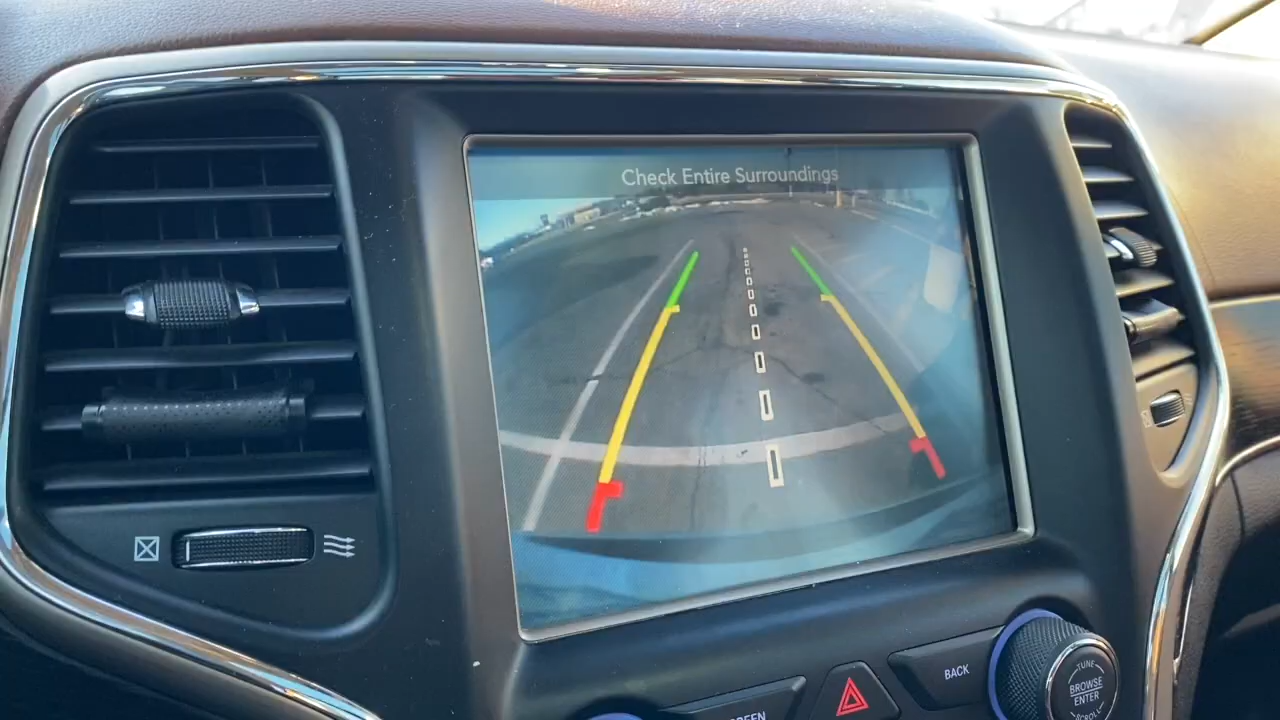 Check Entire Surroundings
BACK
TUNE
BROWSE
ENTER
SCROLL